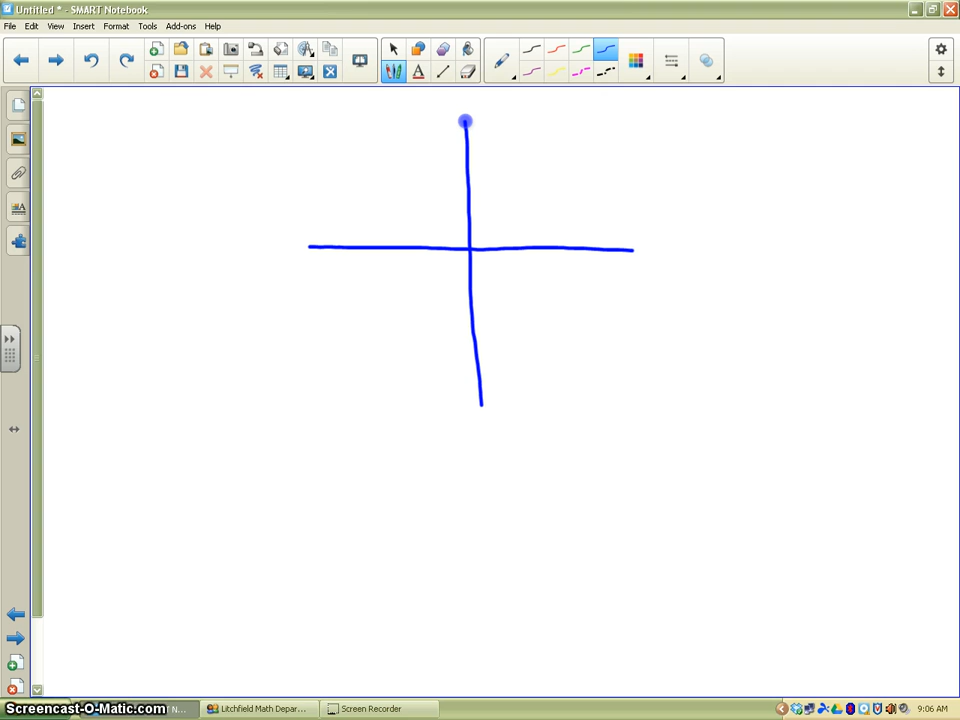 Untitled * - SMART Notebook
File Edit View Insert Format Tools Add-ons Help
Screencast-O-Matic.com
Litchfield Math Depar...
Screen Recorder
9:06 AM